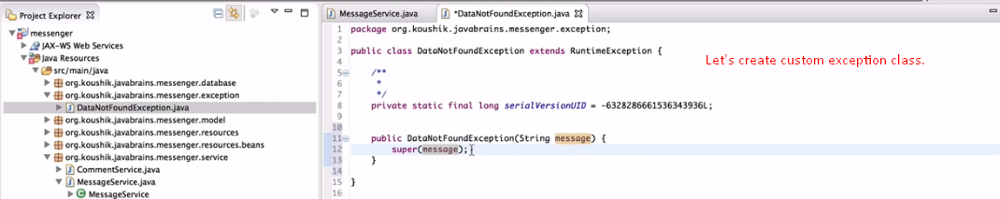 Project Explorer
messenger
JAX-WS Web Services
Java Resources
src/main/java
org.koushik.javabrains.messenger.database
org.koushik.javabrains.messenger.exception
DataNotFoundException.java
org.koushik.javabrains.messenger.model
org.koushik.javabrains.messenger.resources
org.koushik.javabrains.messenger.resources.beans
org.koushik.javabrains.messenger.service
CommentService.java
MessageService.java
MessageService
MessageService.java *DataNotFoundException.java
1 package org.koushik.javabrains.messenger.exception;
2
3 public class DataNotFoundException extends RuntimeException {
4
5 /**
6 *
7 */
8 private static final long serialVersionUID = -6328286661536343936L;
9
10
11 public DataNotFoundException(String message) {
12 super(message);
13 }
14
15 }
16
Let's create custom exception class.